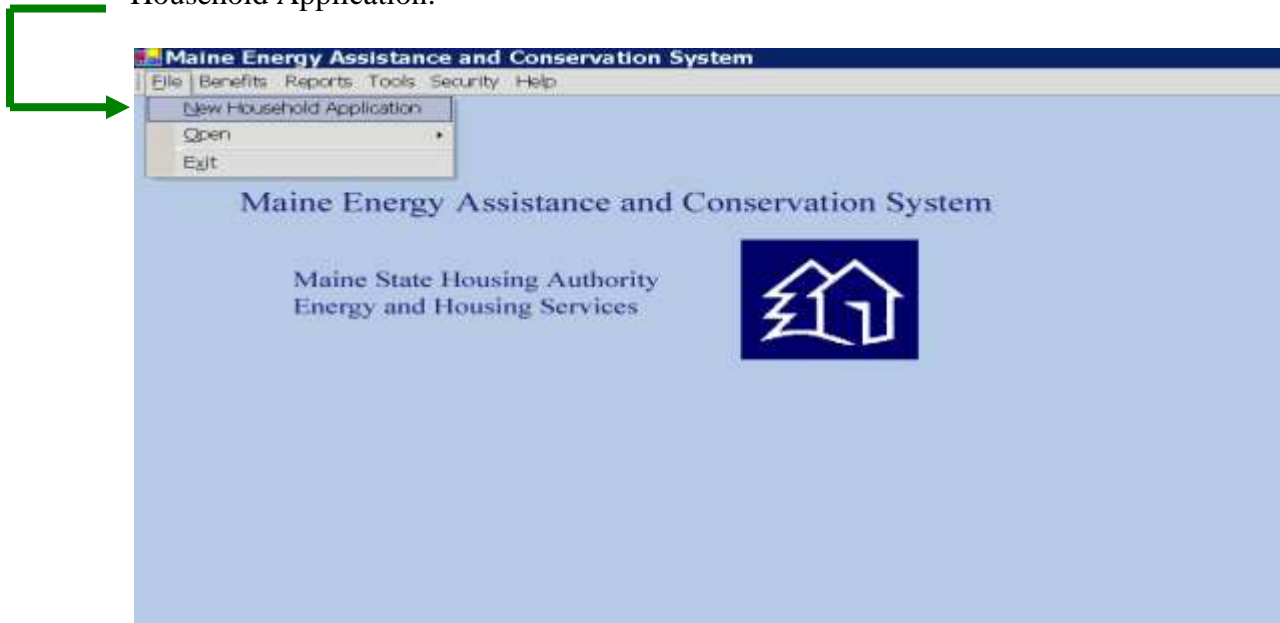 Household Application.
Maine Energy Assistance and Conservation System
File Benefits Reports Tools Security Help
New Household Application
Open
Exit
Maine Energy Assistance and Conservation System
Maine State Housing Authority
Energy and Housing Services